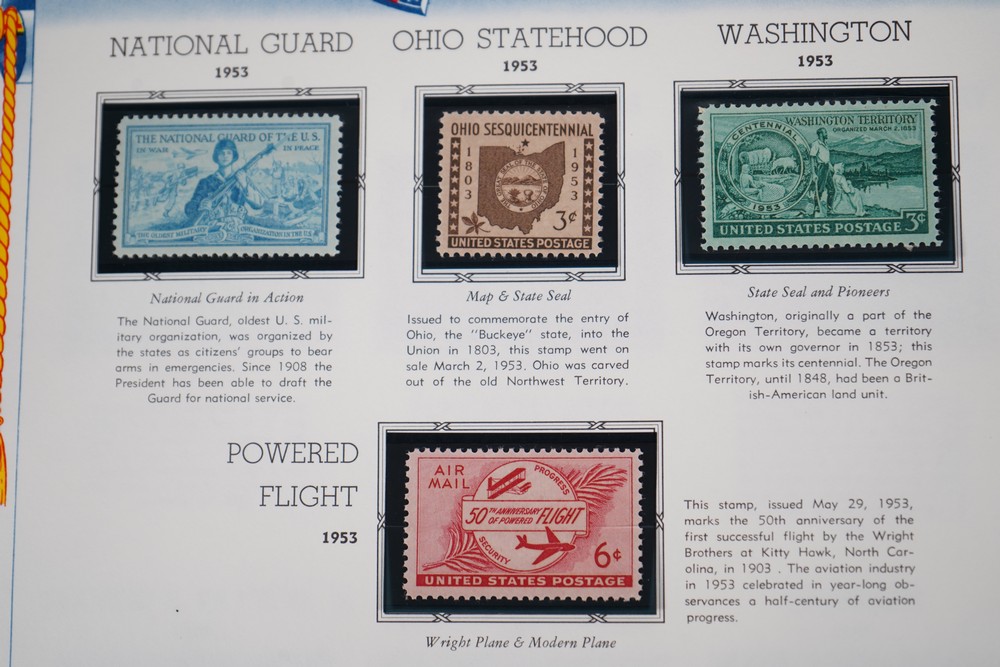 NATIONAL GUARD
1953
THE NATIONAL GUARD OF THE U.S.
IN WAR IN PEACE
THE OLDEST MILITARY ORGANIZATION IN THE U.S.
National Guard in Action
The National Guard, oldest U. S. mil-
itary organization, was organized by
the states as citizens' groups to bear
arms in emergencies. Since 1908 the
President has been able to draft the
Guard for national service.
OHIO STATEHOOD
1953
OHIO SESQUICENTENNIAL
1803
1953
3¢
UNITED STATES POSTAGE
Map & State Seal
Issued to commemorate the entry of
Ohio, the "Buckeye" state, into the
Union in 1803, this stamp went on
sale March 2, 1953. Ohio was carved
out of the old Northwest Territory.
WASHINGTON
1953
WASHINGTON TERRITORY
ORGANIZED MARCH 2, 1853
CENTENNIAL
1953
UNITED STATES POSTAGE 3¢
State Seal and Pioneers
Washington, originally a part of the
Oregon Territory, became a territory
with its own governor in 1853; this
stamp marks its centennial. The Oregon
Territory, until 1848, had been a Brit-
ish-American land unit.
POWERED
FLIGHT
1953
AIR
MAIL
PROGRESS
50TH ANNIVERSARY
OF POWERED FLIGHT
SECURITY
6¢
UNITED STATES POSTAGE
Wright Plane & Modern Plane
This stamp, issued May 29, 1953,
marks the 50th anniversary of the
first successful flight by the Wright
Brothers at Kitty Hawk, North Car-
olina, in 1903 . The aviation industry
in 1953 celebrated in year-long ob-
servances a half-century of aviation
progress.